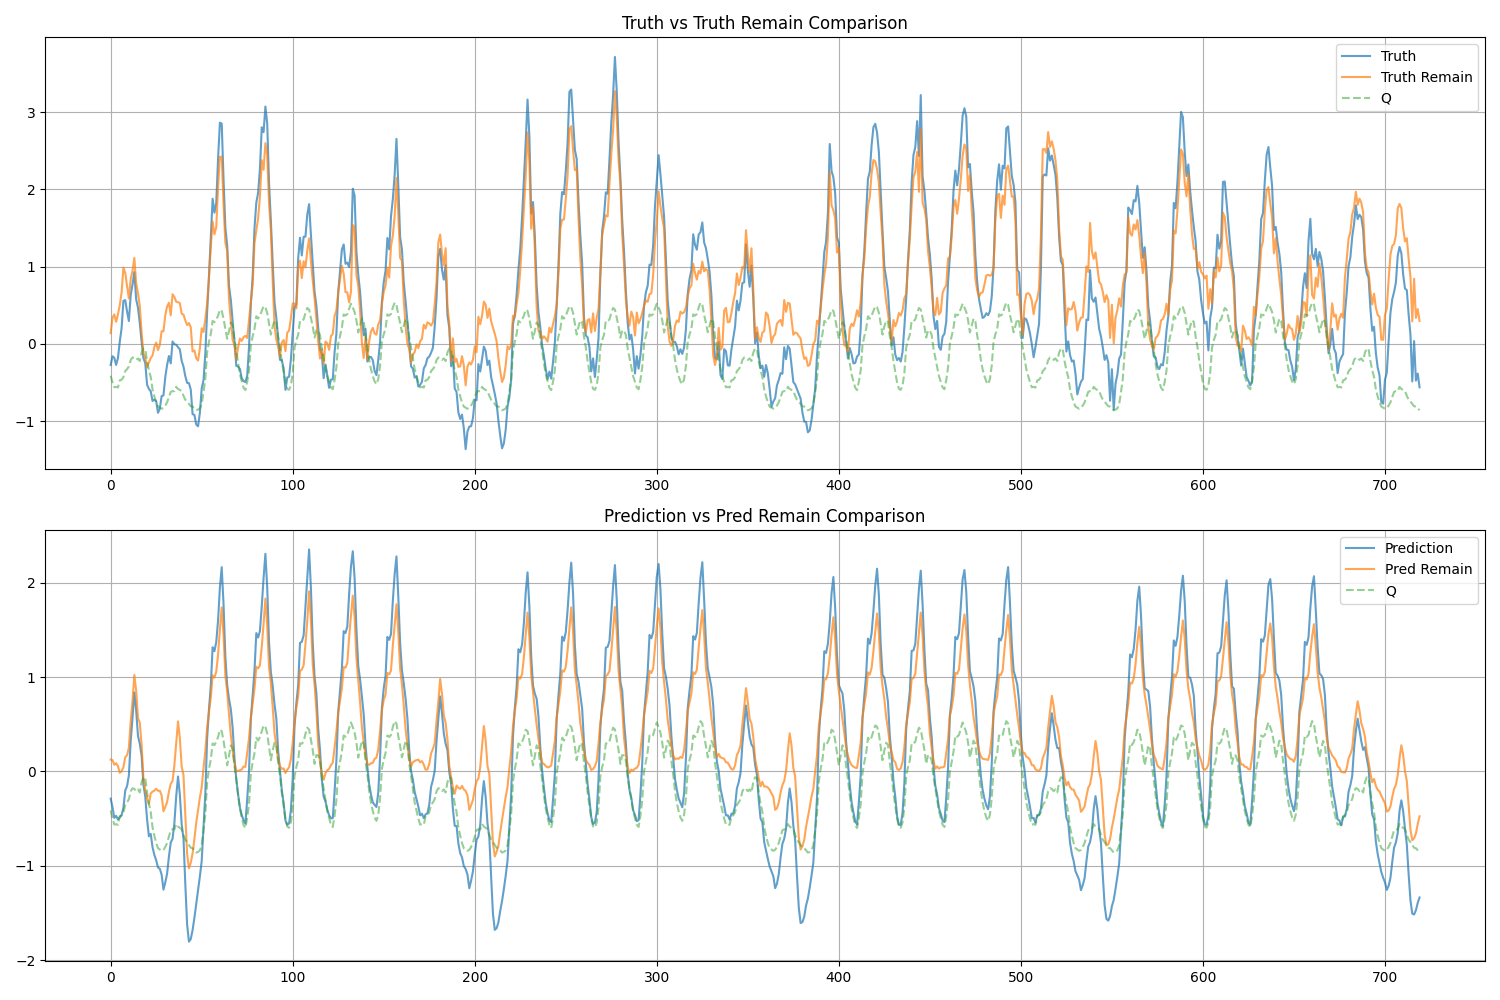 Truth vs Truth Remain Comparison
Truth
Truth Remain
Q
3
2
1
0
−1
0 100 200 300 400 500 600 700
Prediction vs Pred Remain Comparison
Prediction
Pred Remain
Q
2
1
0
−1
−2
0 100 200 300 400 500 600 700